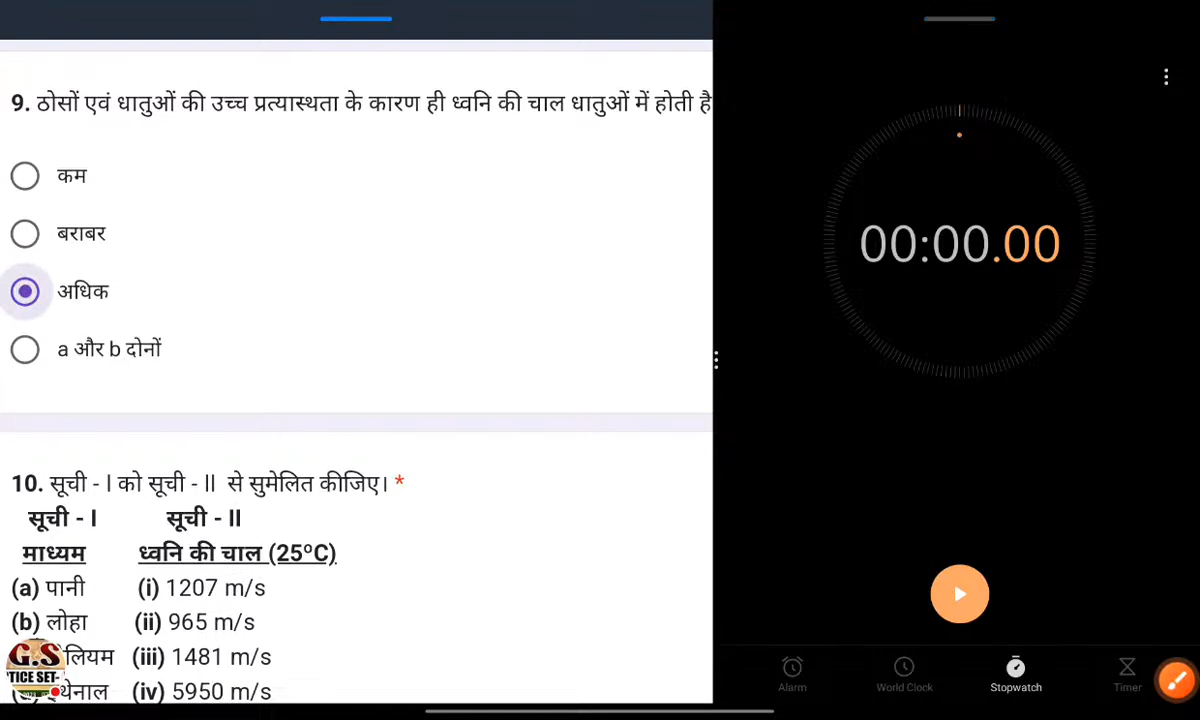 9. ठोसों एवं धातुओं की उच्च प्रत्यास्थता के कारण ही ध्वनि की चाल धातुओं में होती है
कम
बराबर
अधिक
a और b दोनों
10. सूची - I को सूची - II से सुमेलित कीजिए। *
सूची - I सूची - II
माध्यम ध्वनि की चाल (25ºC)
(a) पानी (i) 1207 m/s
(b) लोहा (ii) 965 m/s
लियम (iii) 1481 m/s
थेनाल (iv) 5950 m/s
G.S
TICE SET-
00:00.00
Alarm
World Clock
Stopwatch
Timer